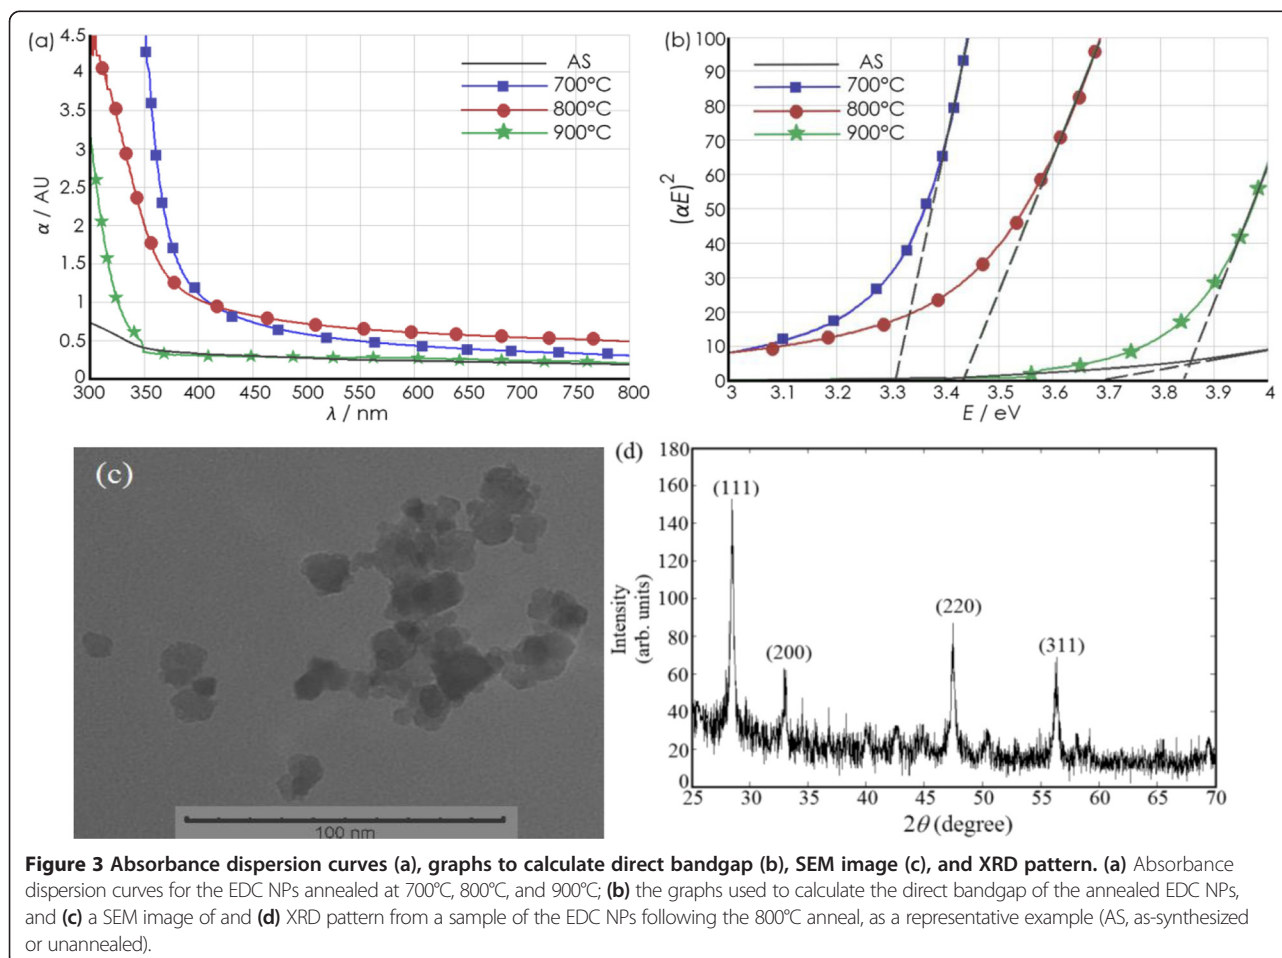 (a)
4.5
4
3.5
3
2.5
2
1.5
1
0.5
0
300 350 400 450 500 550 600 650 700 750 800
α / AU
λ / nm
AS
700°C
800°C
900°C
(b)
100
90
80
70
60
50
40
30
20
10
0
3 3.1 3.2 3.3 3.4 3.5 3.6 3.7 3.8 3.9 4
(αE)²
E / eV
AS
700°C
800°C
900°C
(c)
100 nm
(d)
180
160
140
120
100
80
60
40
20
0
25 30 35 40 45 50 55 60 65 70
Intensity
(arb. units)
2θ (degree)
(111)
(200)
(220)
(311)
Figure 3 Absorbance dispersion curves (a), graphs to calculate direct bandgap (b), SEM image (c), and XRD pattern. (a) Absorbance
dispersion curves for the EDC NPs annealed at 700°C, 800°C, and 900°C; (b) the graphs used to calculate the direct bandgap of the annealed EDC NPs,
and (c) a SEM image of and (d) XRD pattern from a sample of the EDC NPs following the 800°C anneal, as a representative example (AS, as-synthesized
or unannealed).